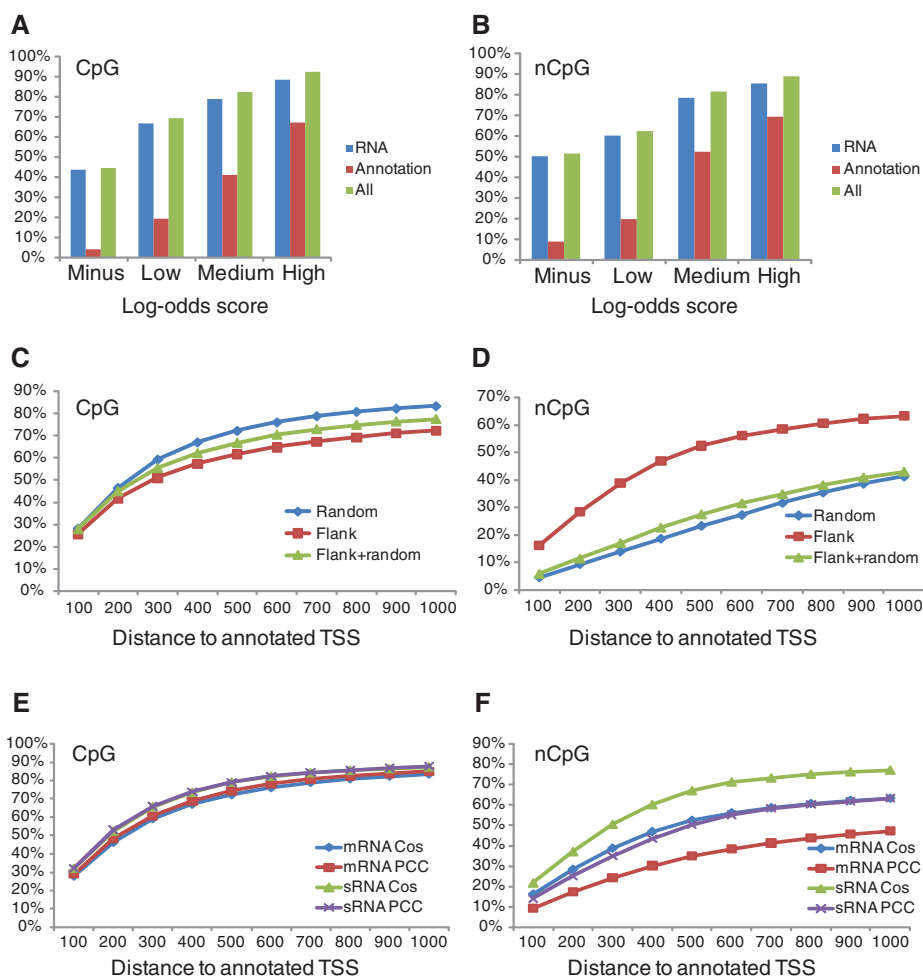 A
CpG
100%
90%
80%
70%
60%
50%
40%
30%
20%
10%
0%
RNA
Annotation
All
Minus Low Medium High
Log-odds score
B
nCpG
100%
90%
80%
70%
60%
50%
40%
30%
20%
10%
0%
RNA
Annotation
All
Minus Low Medium High
Log-odds score
C
CpG
90%
80%
70%
60%
50%
40%
30%
20%
10%
0%
Random
Flank
Flank+random
100 200 300 400 500 600 700 800 900 1000
Distance to annotated TSS
D
nCpG
70%
60%
50%
40%
30%
20%
10%
0%
Random
Flank
Flank+random
100 200 300 400 500 600 700 800 900 1000
Distance to annotated TSS
E
CpG
100%
90%
80%
70%
60%
50%
40%
30%
20%
10%
0%
mRNA Cos
mRNA PCC
sRNA Cos
sRNA PCC
100 200 300 400 500 600 700 800 900 1000
Distance to annotated TSS
F
nCpG
90%
80%
70%
60%
50%
40%
30%
20%
10%
0%
mRNA Cos
mRNA PCC
sRNA Cos
sRNA PCC
100 200 300 400 500 600 700 800 900 1000
Distance to annotated TSS